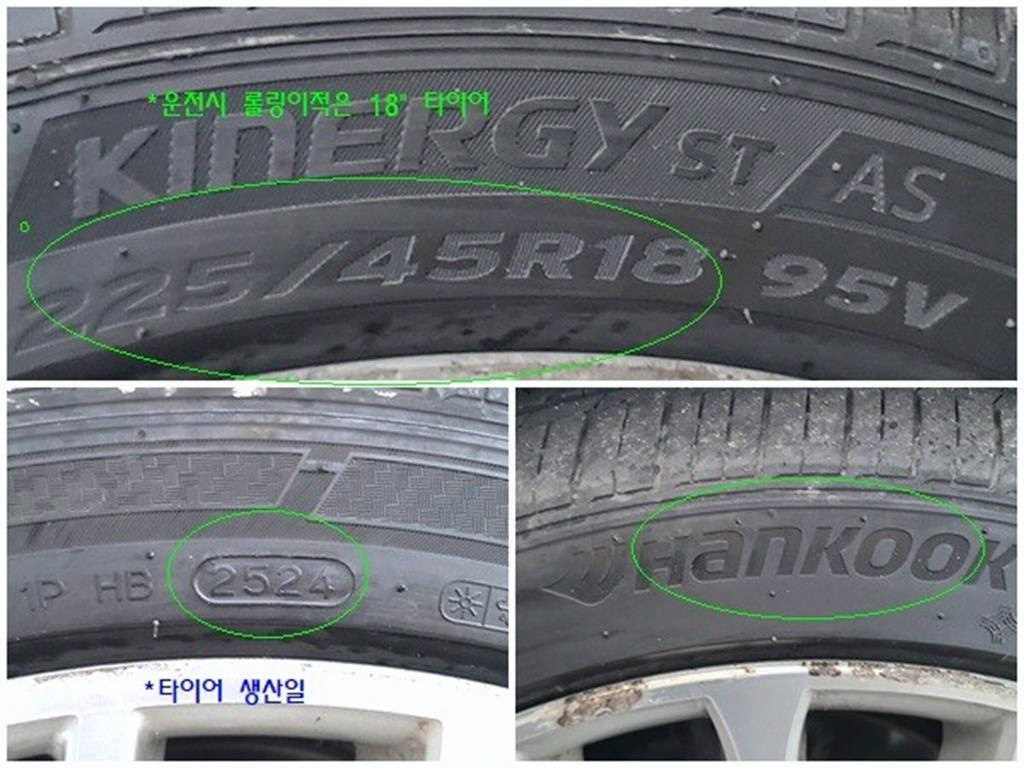 *운전시 롤링이적은 18" 타이어
KINERGY ST AS
225/45R18 95V
1P HB 2524
*타이어 생산일
Hankook